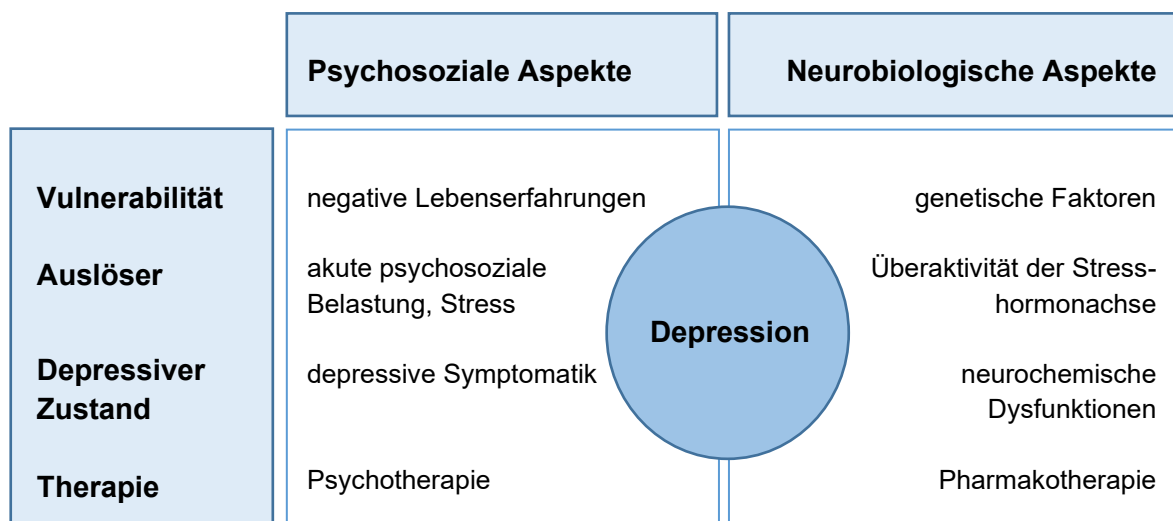 Psychosoziale Aspekte
Neurobiologische Aspekte
Vulnerabilität
negative Lebenserfahrungen
genetische Faktoren
Auslöser
akute psychosoziale
Belastung, Stress
Überaktivität der Stress-
hormonachse
Depression
Depressiver
Zustand
depressive Symptomatik
neurochemische
Dysfunktionen
Therapie
Psychotherapie
Pharmakotherapie